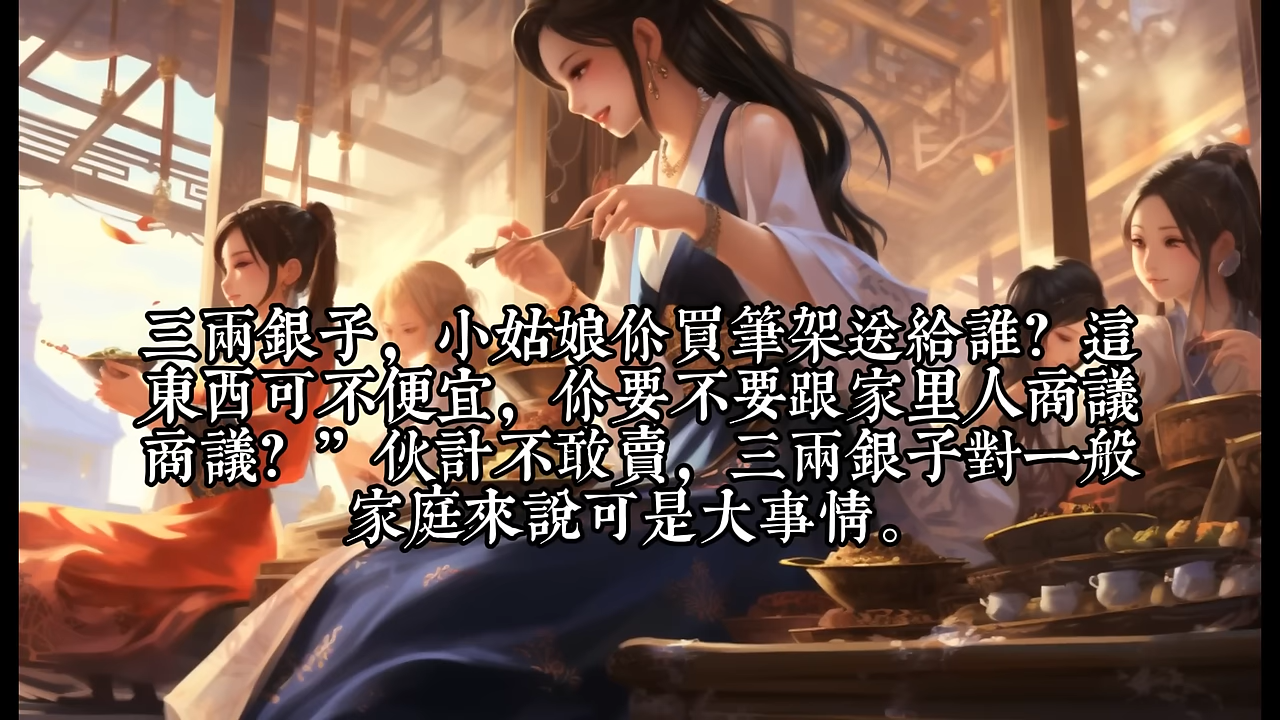 三兩銀子，小姑娘你買筆架送給誰？這
東西可不便宜，你要不要跟家里人商議
商議？”伙計不敢賣，三兩銀子對一般
家庭來說可是大事情。